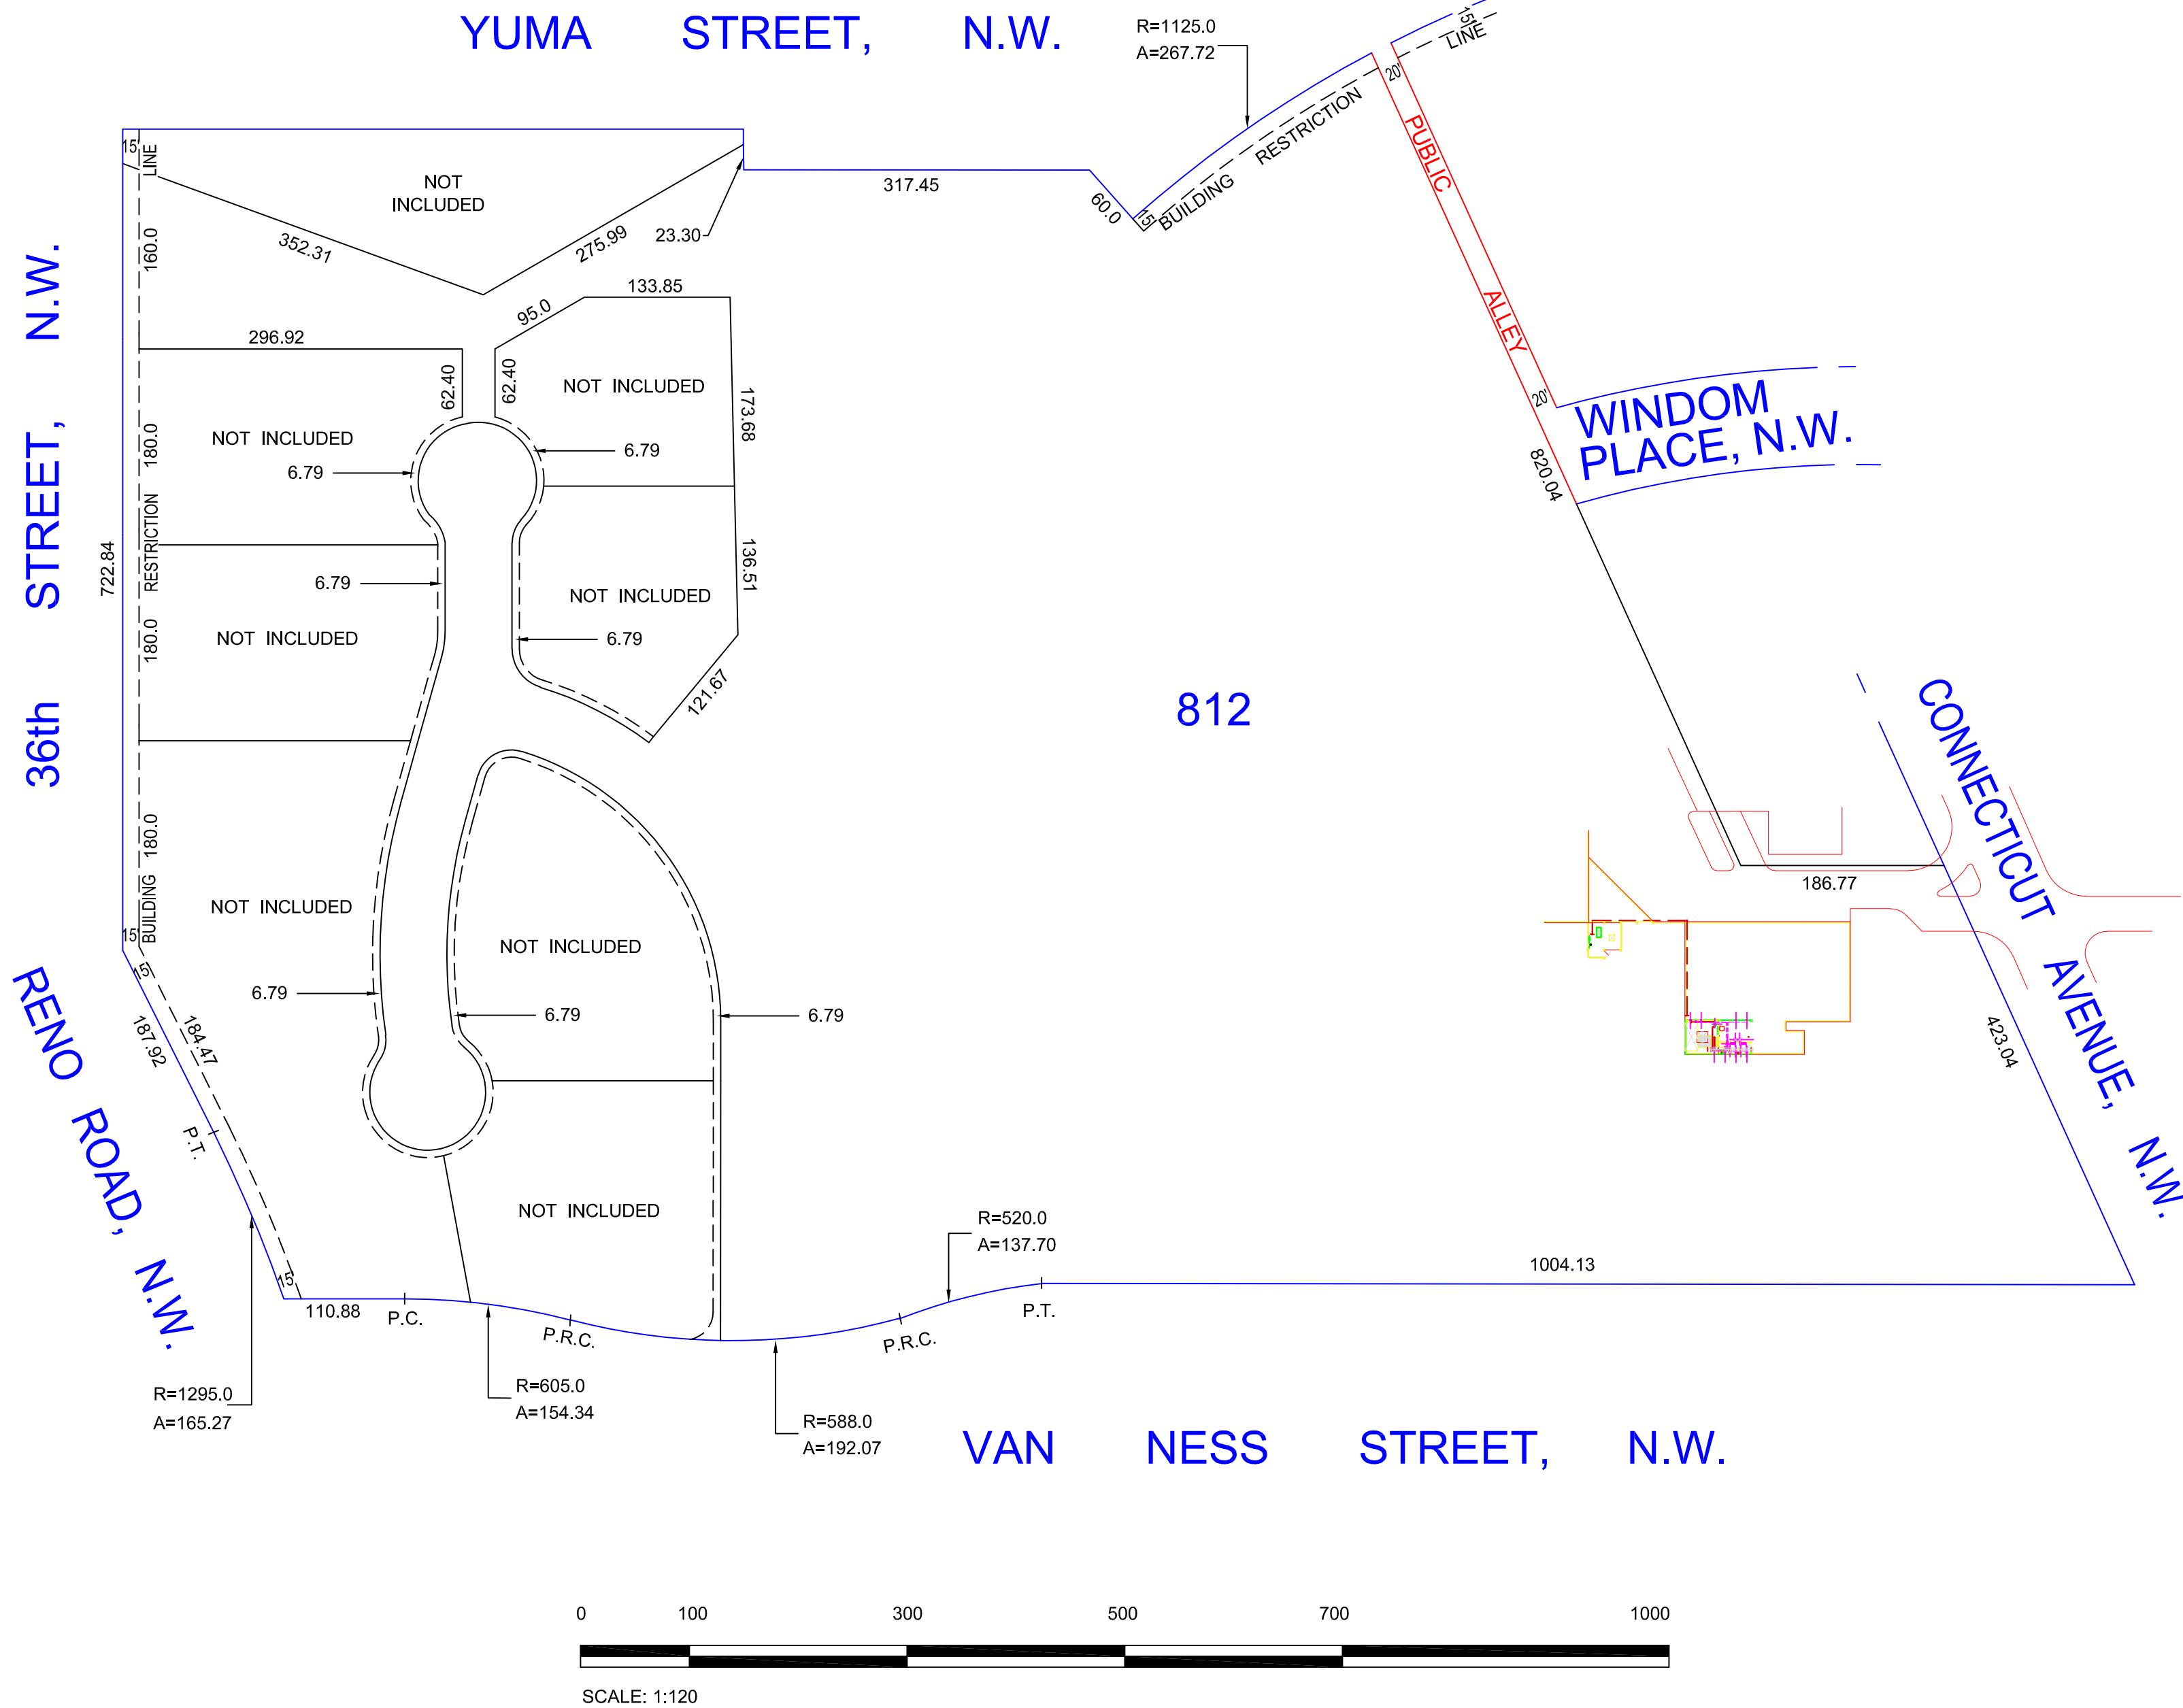 YUMA STREET, N.W.
R=1125.0
A=267.72
15'
LINE
20'
BUILDING RESTRICTION
15'
PUBLIC ALLEY
20'
15'
LINE
NOT
INCLUDED
352.31
275.99
23.30
317.45
60.0
160.0
36th STREET, N.W.
722.84
296.92
62.40
62.40
95.0
133.85
NOT INCLUDED
173.68
6.79
NOT INCLUDED
6.79
180.0
RESTRICTION
6.79
NOT INCLUDED
136.51
6.79
NOT INCLUDED
180.0
121.67
WINDOM
PLACE, N.W.
820.04
812
CONNECTICUT AVENUE, N.W.
186.77
423.04
180.0
BUILDING
NOT INCLUDED
15'
15'
NOT INCLUDED
6.79
6.79
6.79
RENO ROAD, N.W.
187.92
184.47
P.T.
NOT INCLUDED
15'
110.88
P.C.
P.R.C.
P.R.C.
P.T.
R=520.0
A=137.70
1004.13
R=1295.0
A=165.27
R=605.0
A=154.34
R=588.0
A=192.07
VAN NESS STREET, N.W.
0 100 300 500 700 1000
SCALE: 1:120